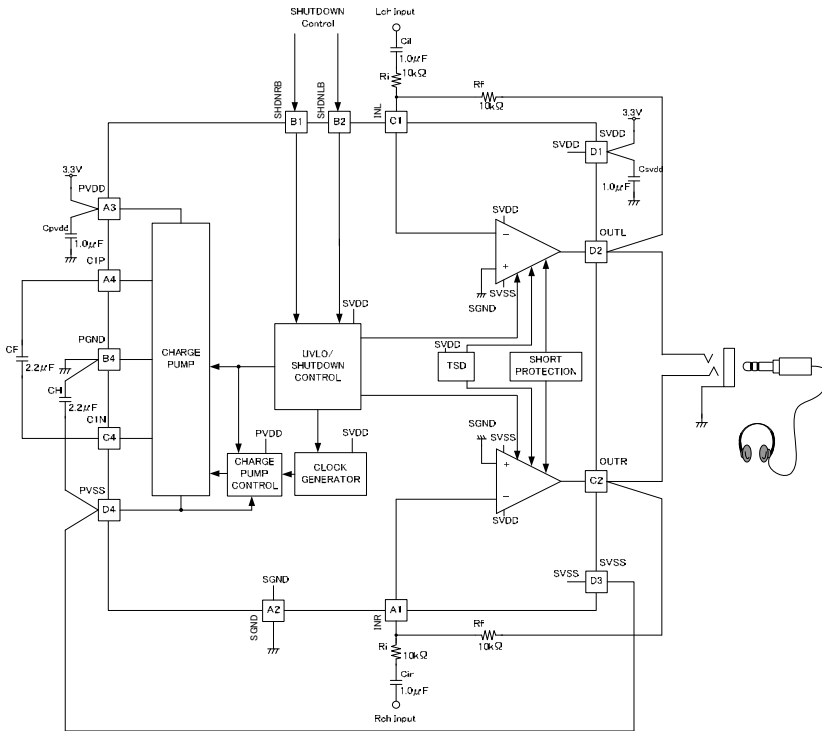 SHUTDOWN
Control
Lch Input
Cil
1.0μF
Ri
10kΩ
Rf
10kΩ
SHDNRB
SHDNLB
INL
B1
B2
C1
3.3V
SVDD
SVDD
D1
Csvdd
1.0μF
3.3V
PVDD
A3
Cpvdd
1.0μF
C1P
A4
SVDD
−
+
SVSS
SGND
OUTL
D2
PGND
B4
CF
2.2μF
CH
2.2μF
C1N
C4
CHARGE
PUMP
SVDD
UVLO/
SHUTDOWN
CONTROL
SVDD
TSD
SHORT
PROTECTION
PVDD
SVDD
CHARGE
PUMP
CONTROL
CLOCK
GENERATOR
SGND
SVSS
+
−
SVDD
OUTR
C2
PVSS
D4
SVSS
SVSS
D3
SGND
A2
SGND
A1
INR
Rf
10kΩ
Ri
10kΩ
Cir
1.0μF
Rch Input